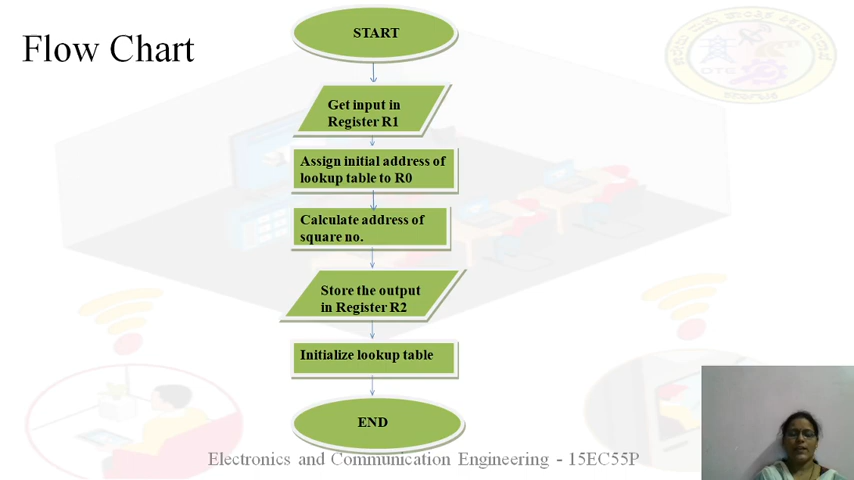 Flow Chart
START
Get input in
Register R1
Assign initial address of
lookup table to R0
Calculate address of
square no.
Store the output
in Register R2
Initialize lookup table
END
Electronics and Communication Engineering - 15EC55P
DTE